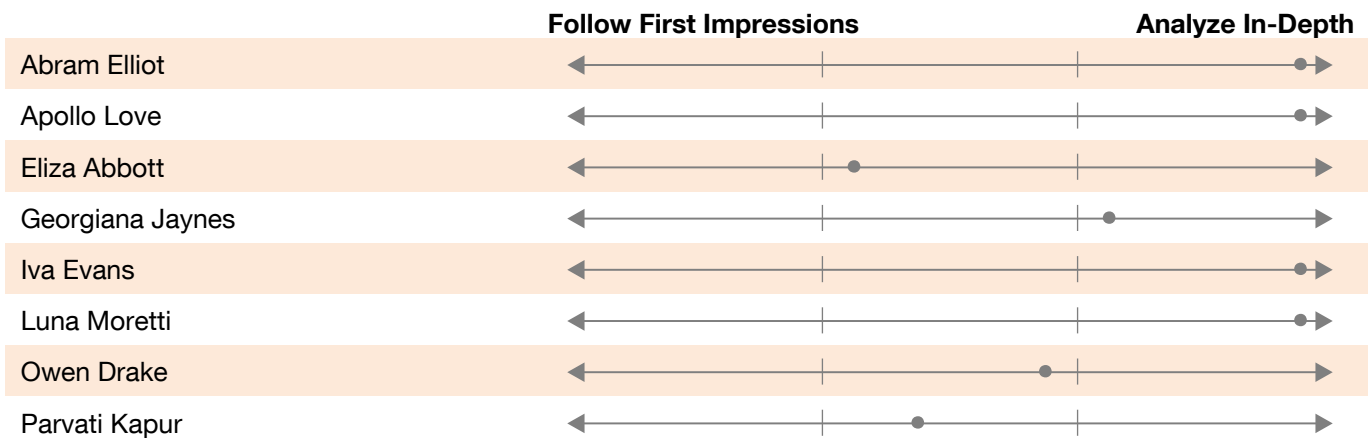 Follow First Impressions Analyze In-Depth
Abram Elliot
Apollo Love
Eliza Abbott
Georgiana Jaynes
Iva Evans
Luna Moretti
Owen Drake
Parvati Kapur